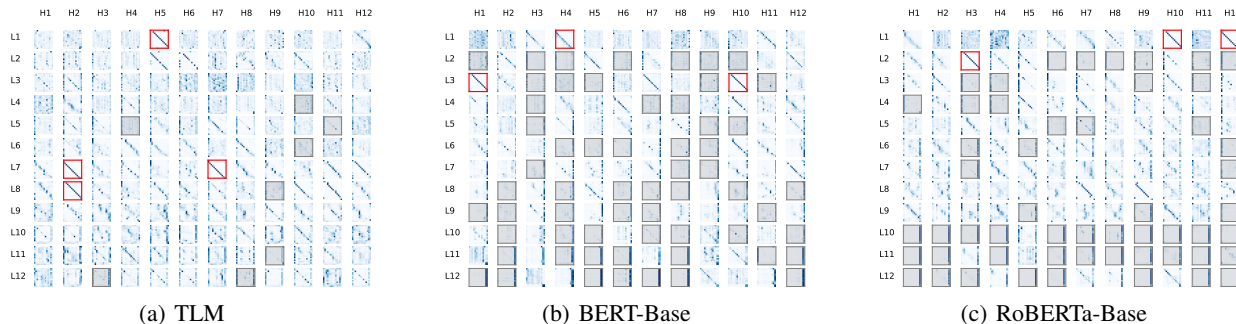 H1 H2 H3 H4 H5 H6 H7 H8 H9 H10 H11 H12
L1
L2
L3
L4
L5
L6
L7
L8
L9
L10
L11
L12
(a) TLM
H1 H2 H3 H4 H5 H6 H7 H8 H9 H10 H11 H12
L1
L2
L3
L4
L5
L6
L7
L8
L9
L10
L11
L12
(b) BERT-Base
H1 H2 H3 H4 H5 H6 H7 H8 H9 H10 H11 H1
L1
L2
L3
L4
L5
L6
L7
L8
L9
L10
L11
L12
(c) RoBERTa-Base